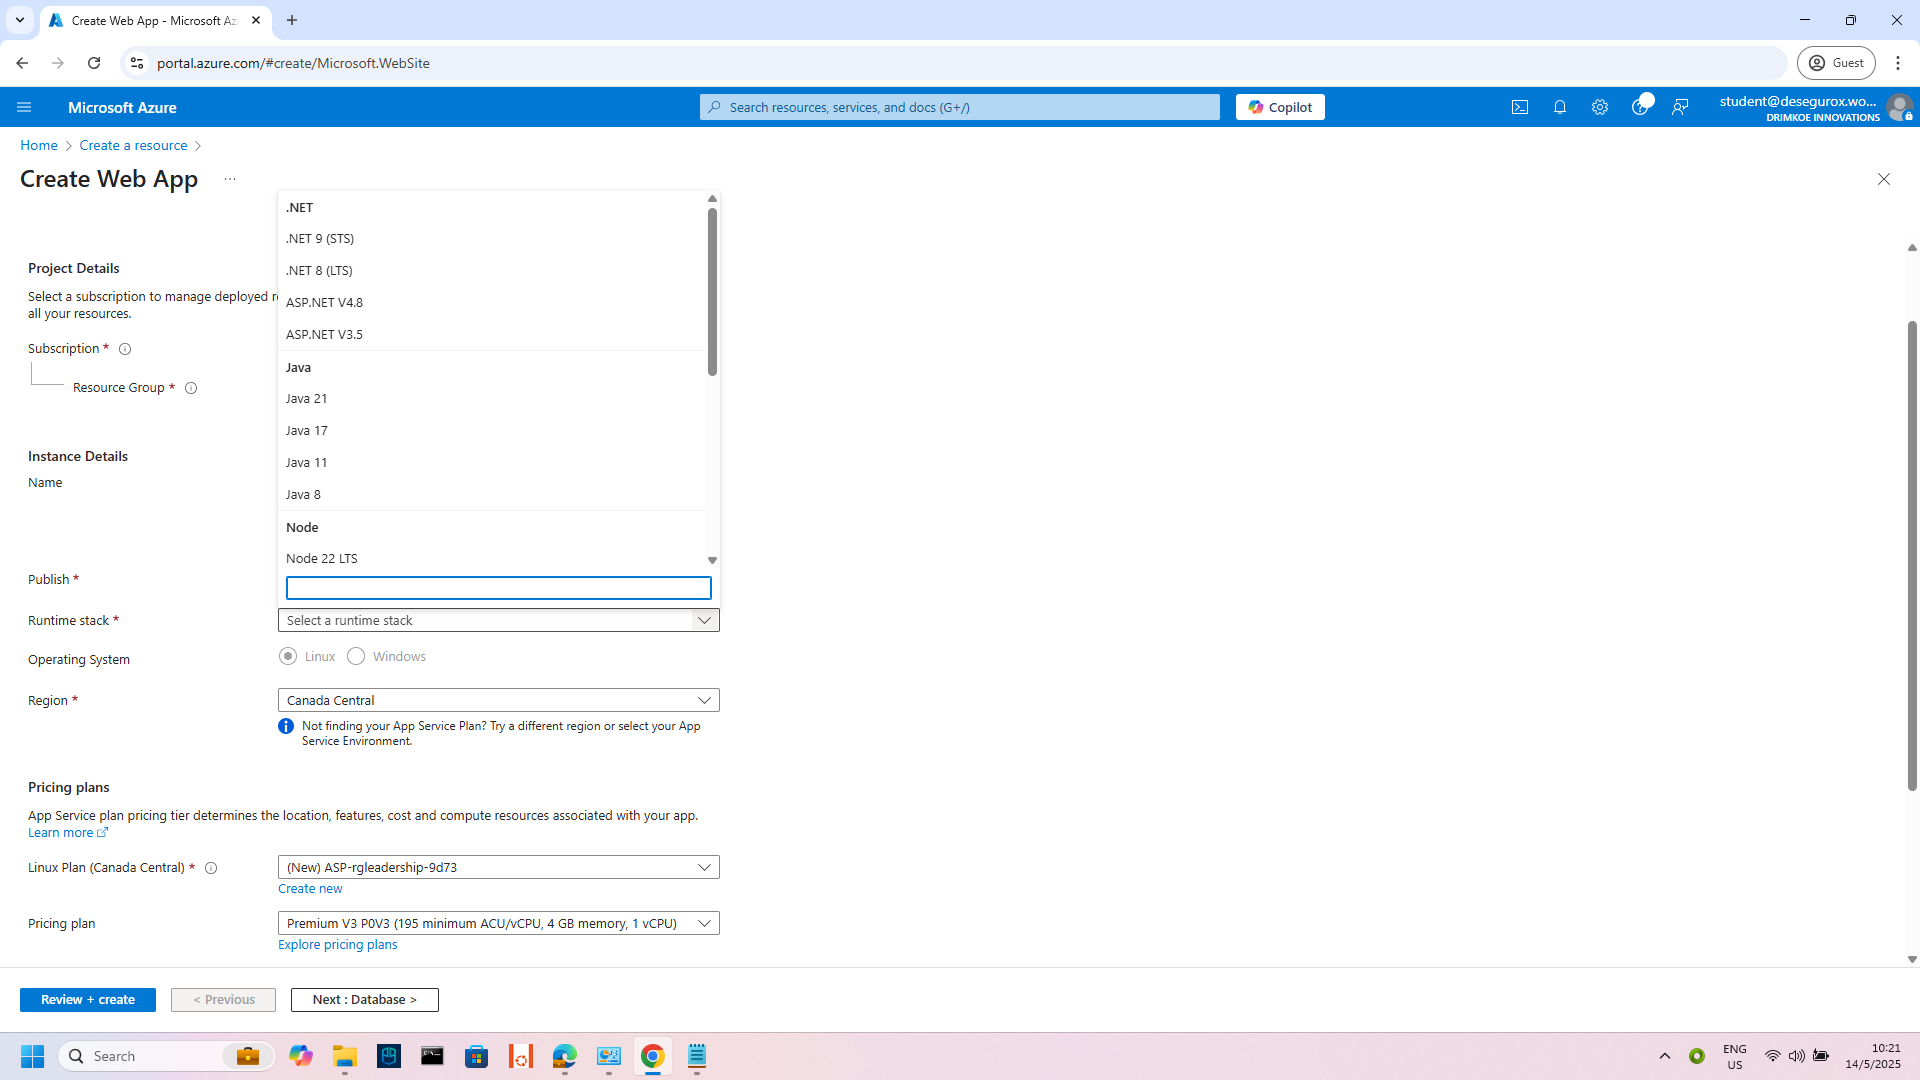 Create Web App - Microsoft Az
portal.azure.com/#create/Microsoft.WebSite
Guest
Microsoft Azure
Search resources, services, and docs (G+/)
Copilot
student@desegurox.wo...
DRIMKOE INNOVATIONS
Home
Create a resource
Create Web App
...
.NET
.NET 9 (STS)
.NET 8 (LTS)
ASP.NET V4.8
ASP.NET V3.5
Java
Java 21
Java 17
Java 11
Java 8
Node
Node 22 LTS
Project Details
Select a subscription to manage deployed r
all your resources.
Subscription *
Resource Group *
Instance Details
Name
Publish *
Runtime stack *
Select a runtime stack
Operating System
Linux
Windows
Region *
Canada Central
Not finding your App Service Plan? Try a different region or select your App
Service Environment.
Pricing plans
App Service plan pricing tier determines the location, features, cost and compute resources associated with your app.
Learn more
Linux Plan (Canada Central) *
(New) ASP-rgleadership-9d73
Create new
Pricing plan
Premium V3 P0V3 (195 minimum ACU/vCPU, 4 GB memory, 1 vCPU)
Explore pricing plans
Review + create
< Previous
Next : Database >
Search
ENG
US
10:21
14/5/2025